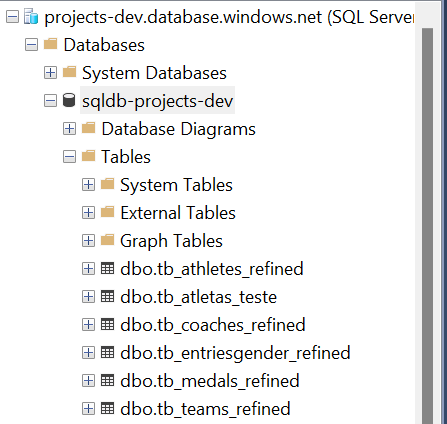 projects-dev.database.windows.net (SQL Server
Databases
System Databases
sqldb-projects-dev
Database Diagrams
Tables
System Tables
External Tables
Graph Tables
dbo.tb_athletes_refined
dbo.tb_atletas_teste
dbo.tb_coaches_refined
dbo.tb_entriesgender_refined
dbo.tb_medals_refined
dbo.tb_teams_refined